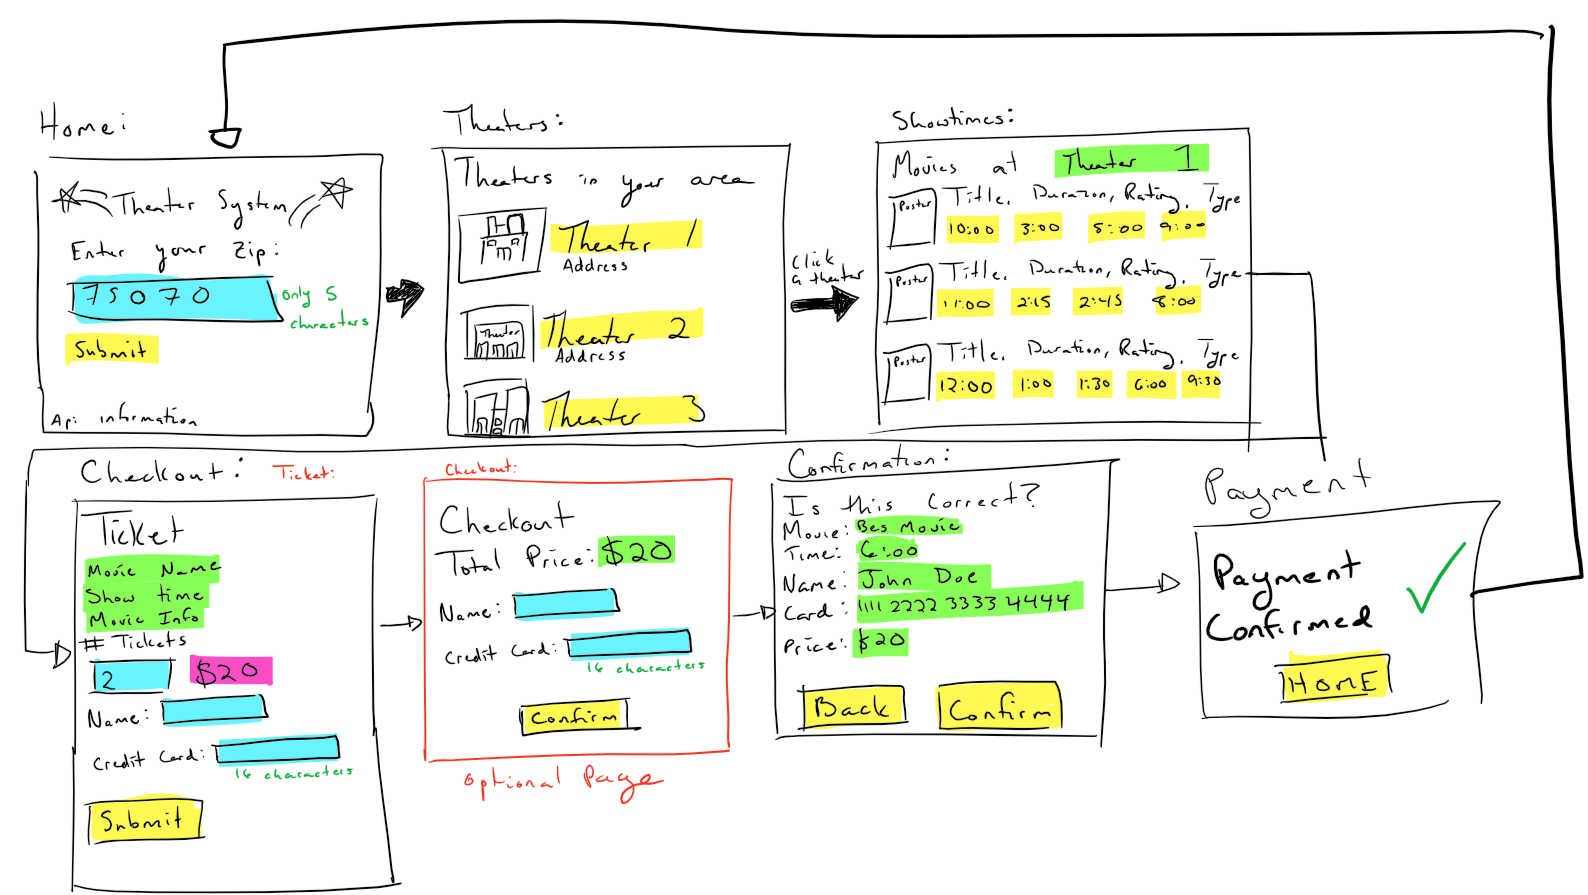 Home:
Theater System
Enter your Zip:
75070
only 5
characters
Submit
Api information
Theaters:
Theaters in your area
Theater 1
Address
Theater
Theater 2
Address
Theater 3
Click
a theater
Showtimes:
Movies at Theater 1
Poster
Title, Duration, Rating, Type
10:00 3:00 5:00 9:00
Poster
Title, Duration, Rating, Type
11:00 2:15 2:45 8:00
Poster
Title, Duration, Rating, Type
12:00 1:00 1:30 6:00 9:30
Checkout: Ticket:
Ticket
Movie Name
Show time
Movie Info
# Tickets
2 $20
Name:
Credit Card:
16 characters
Submit
Checkout:
Checkout
Total Price: $20
Name:
Credit Card:
16 characters
Confirm
optional Page
Confirmation:
Is this Correct?
Movie: Bes Movie
Time: 6:00
Name: John Doe
Card: 1111 2222 3333 4444
Price: $20
Back Confirm
Payment
Payment
Confirmed
HOME